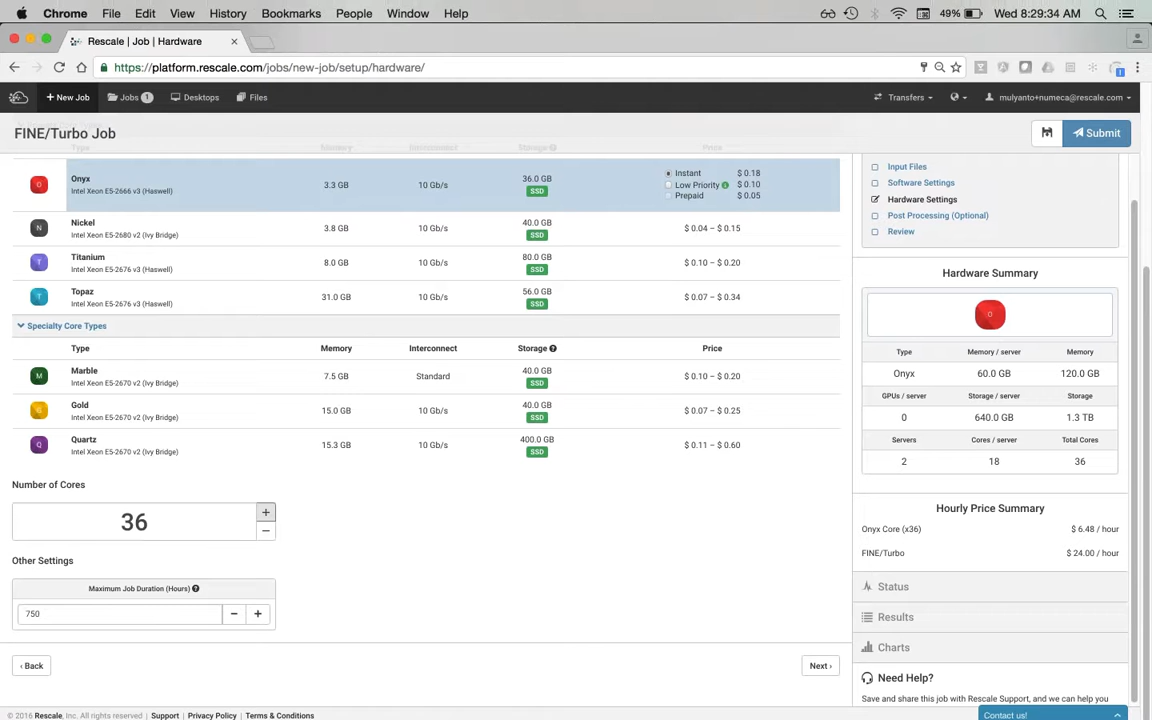 Chrome File Edit View History Bookmarks People Window Help
49% Wed 8:29:34 AM
Rescale | Job | Hardware
https://platform.rescale.com/jobs/new-job/setup/hardware/
+ New Job Jobs 1 Desktops Files
Transfers mulyanto+numeca@rescale.com
FINE/Turbo Job
Submit
Type Memory Interconnect Storage Price
Onyx
Intel Xeon E5-2666 v3 (Haswell)
3.3 GB 10 Gb/s 36.0 GB
SSD
Instant $ 0.18
Low Priority $ 0.10
Prepaid $ 0.05
Nickel
Intel Xeon E5-2680 v2 (Ivy Bridge)
3.8 GB 10 Gb/s 40.0 GB
SSD
$ 0.04 – $ 0.15
Titanium
Intel Xeon E5-2676 v3 (Haswell)
8.0 GB 10 Gb/s 80.0 GB
SSD
$ 0.10 – $ 0.20
Topaz
Intel Xeon E5-2676 v3 (Haswell)
31.0 GB 10 Gb/s 56.0 GB
SSD
$ 0.07 – $ 0.34
Specialty Core Types
Type Memory Interconnect Storage Price
Marble
Intel Xeon E5-2670 v2 (Ivy Bridge)
7.5 GB Standard 40.0 GB
SSD
$ 0.10 – $ 0.20
Gold
Intel Xeon E5-2670 v2 (Ivy Bridge)
15.0 GB 10 Gb/s 40.0 GB
SSD
$ 0.07 – $ 0.25
Quartz
Intel Xeon E5-2670 v2 (Ivy Bridge)
15.3 GB 10 Gb/s 400.0 GB
SSD
$ 0.11 – $ 0.60
Number of Cores
36
+
−
Other Settings
Maximum Job Duration (Hours)
750 − +
‹ Back Next ›
Input Files
Software Settings
Hardware Settings
Post Processing (Optional)
Review
Hardware Summary
O
Type Memory / server Memory
Onyx 60.0 GB 120.0 GB
GPUs / server Storage / server Storage
0 640.0 GB 1.3 TB
Servers Cores / server Total Cores
2 18 36
Hourly Price Summary
Onyx Core (x36) $ 6.48 / hour
FINE/Turbo $ 24.00 / hour
Status
Results
Charts
Need Help?
Save and share this job with Rescale Support, and we can help you
Contact us!
© 2016 Rescale, Inc. All rights reserved | Support | Privacy Policy | Terms & Conditions